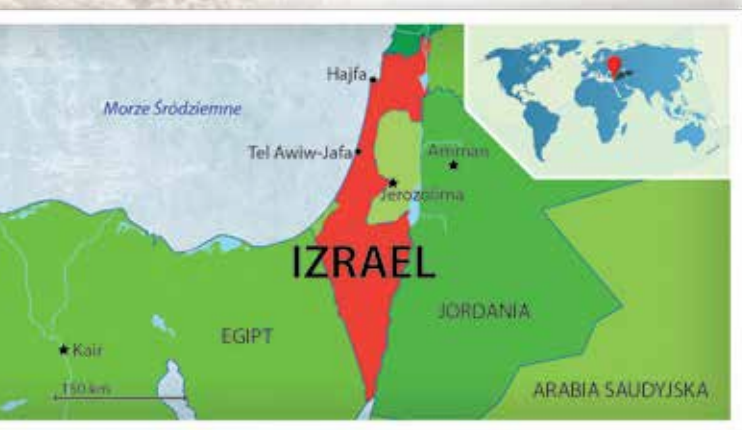 Hajfa
Morze Śródziemne
Tel Awiw-Jafa
Amman
Jerozolima
IZRAEL
JORDANIA
EGIPT
Kair
150 km
ARABIA SAUDYJSKA